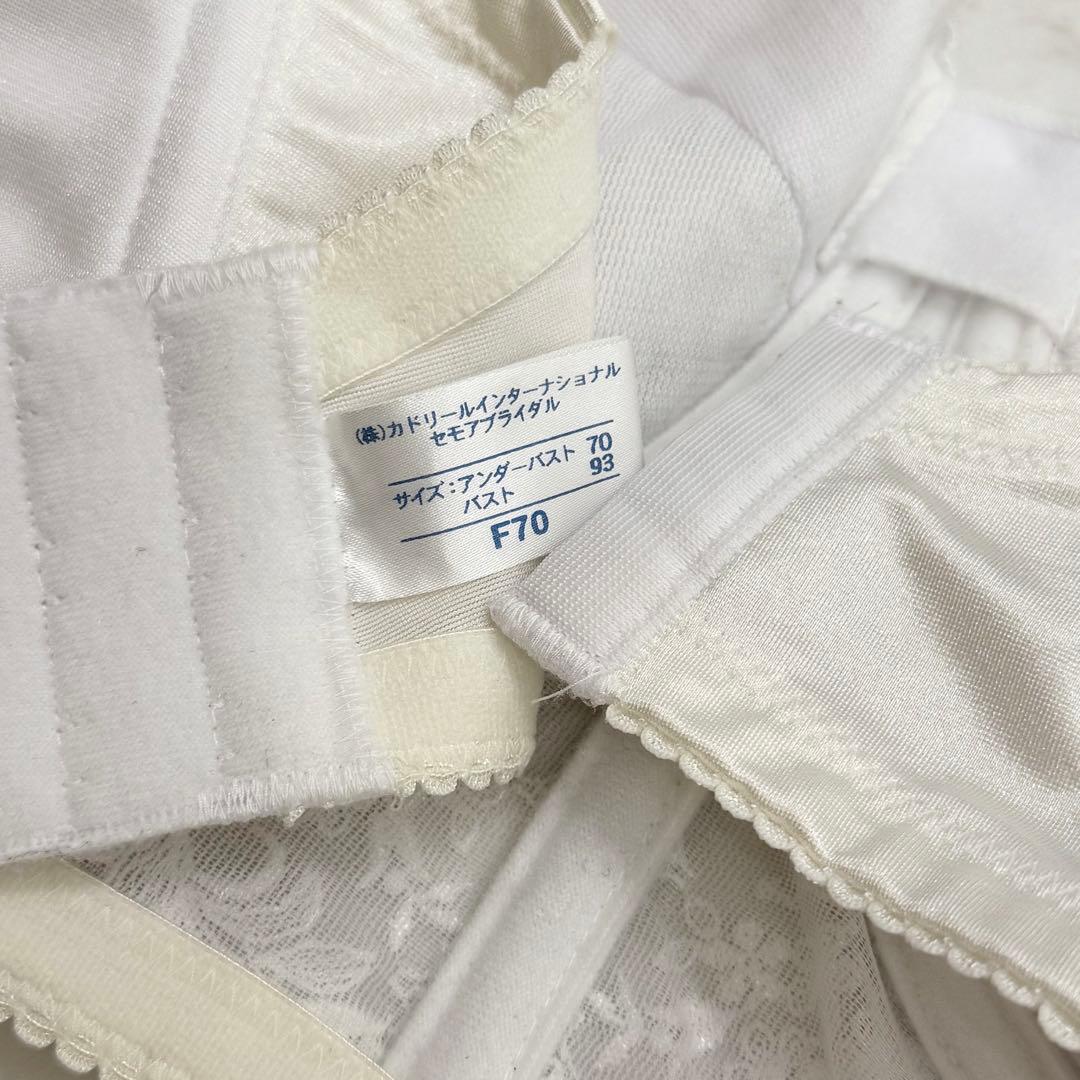 (株)カドリールインターナショナル
セモアブライダル
サイズ:アンダーバスト 70
バスト 93
F70